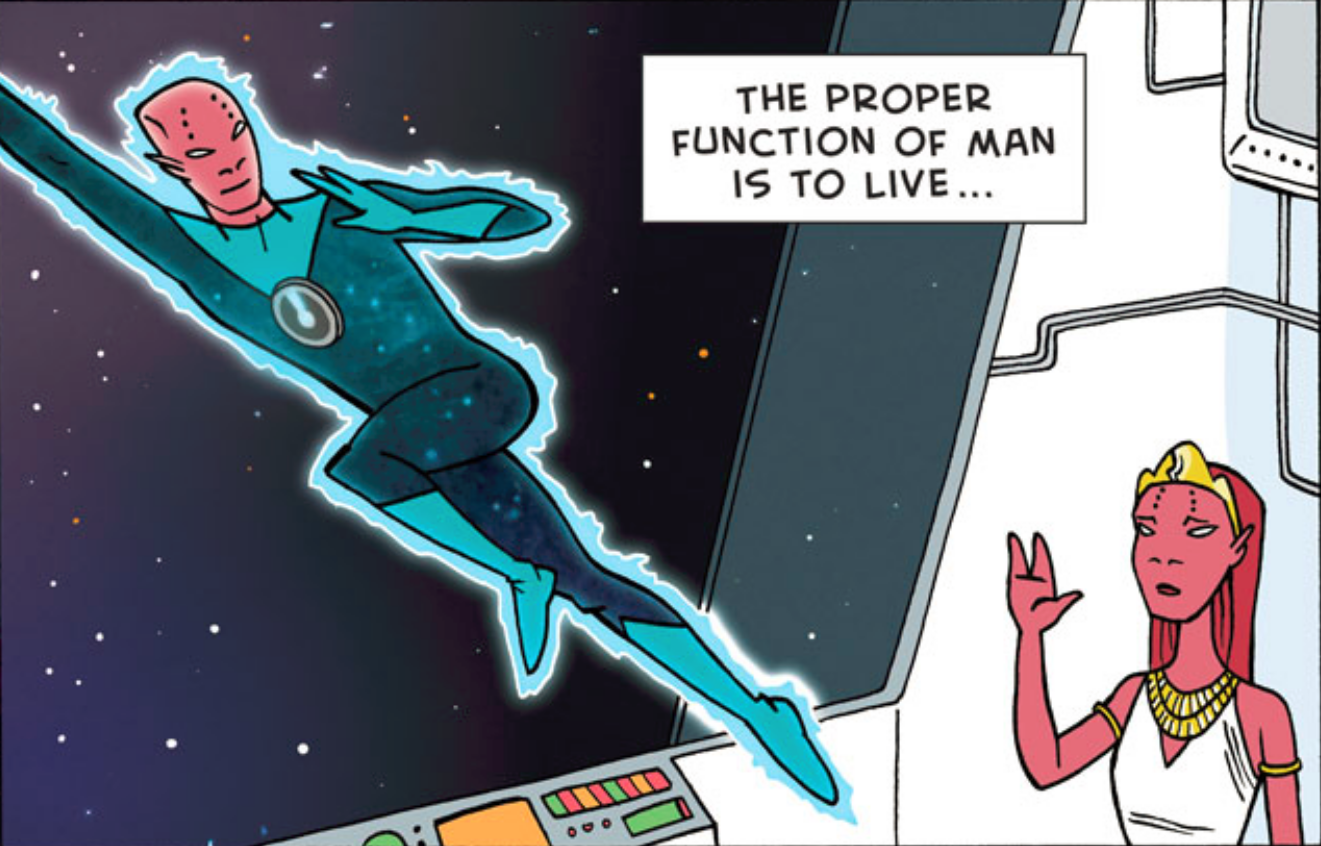 THE PROPER
FUNCTION OF MAN
IS TO LIVE...